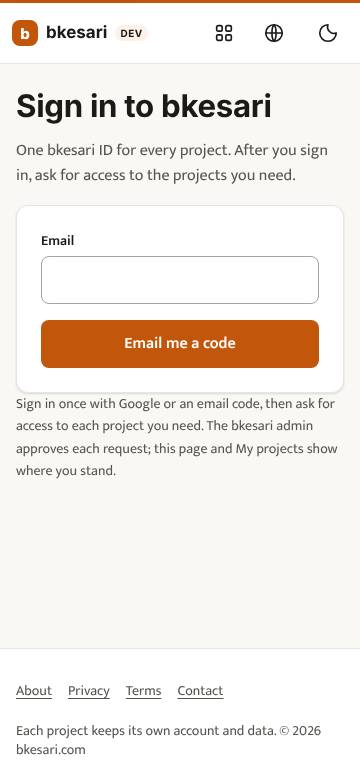 b bkesari DEV
Sign in to bkesari
One bkesari ID for every project. After you sign
in, ask for access to the projects you need.
Email
Email me a code
Sign in once with Google or an email code, then ask for
access to each project you need. The bkesari admin
approves each request; this page and My projects show
where you stand.
About Privacy Terms Contact
Each project keeps its own account and data. © 2026
bkesari.com